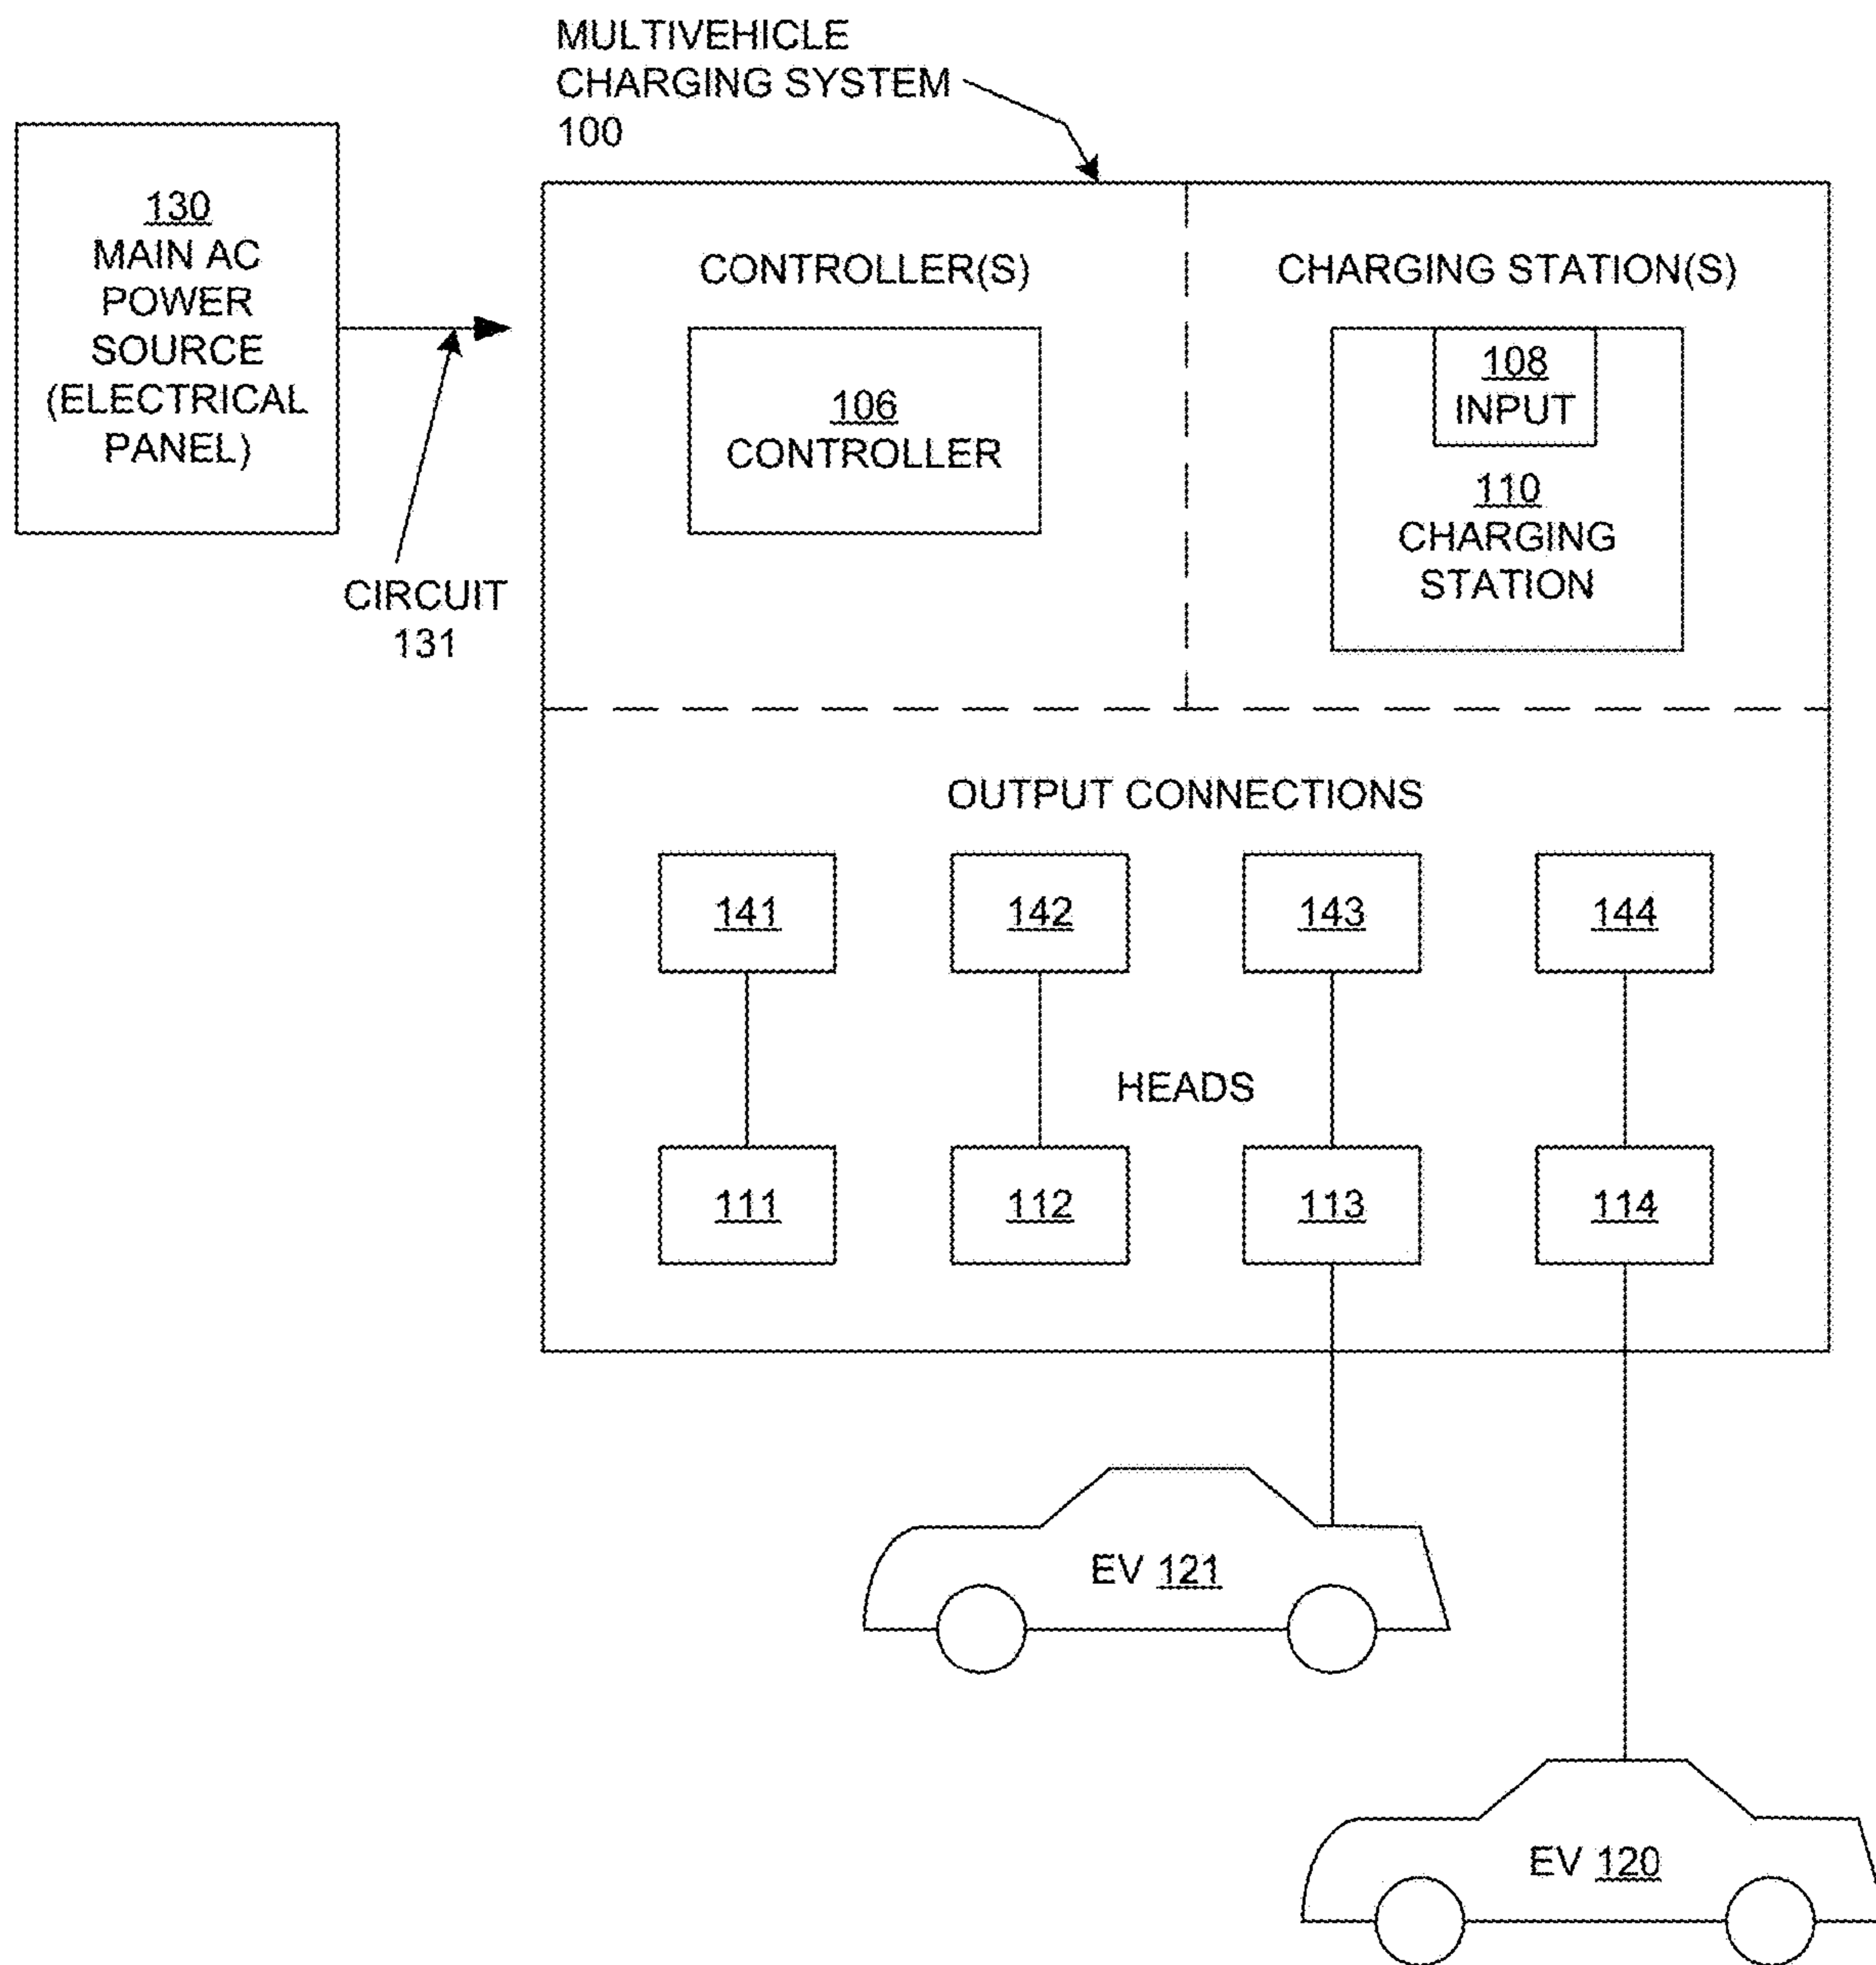 MULTIVEHICLE
CHARGING SYSTEM
100
130
MAIN AC
POWER
SOURCE
(ELECTRICAL
PANEL)
CIRCUIT
131
CONTROLLER(S)
106
CONTROLLER
CHARGING STATION(S)
108
INPUT
110
CHARGING
STATION
OUTPUT CONNECTIONS
141
142
143
144
HEADS
111
112
113
114
EV 121
EV 120